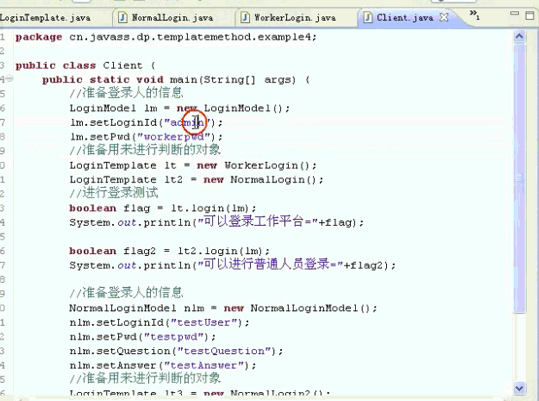 LoginTemplate.java
NormalLogin.java
WorkerLogin.java
Client.java
package cn.javass.dp.templatemethod.example4;
public class Client {
public static void main(String[] args) {
//准备登录人的信息
LoginModel lm = new LoginModel();
lm.setLoginId("admin");
lm.setPwd("workerpwd");
//准备用来进行判断的对象
LoginTemplate lt = new WorkerLogin();
LoginTemplate lt2 = new NormalLogin();
//进行登录测试
boolean flag = lt.login(lm);
System.out.println("可以登录工作平台="+flag);
boolean flag2 = lt2.login(lm);
System.out.println("可以进行普通人员登录="+flag2);
//准备登录人的信息
NormalLoginModel nlm = new NormalLoginModel();
nlm.setLoginId("testUser");
nlm.setPwd("testpwd");
nlm.setQuestion("testQuestion");
nlm.setAnswer("testAnswer");
//准备用来进行判断的对象
LoginTemplate lt3 = new NormalLogin2();